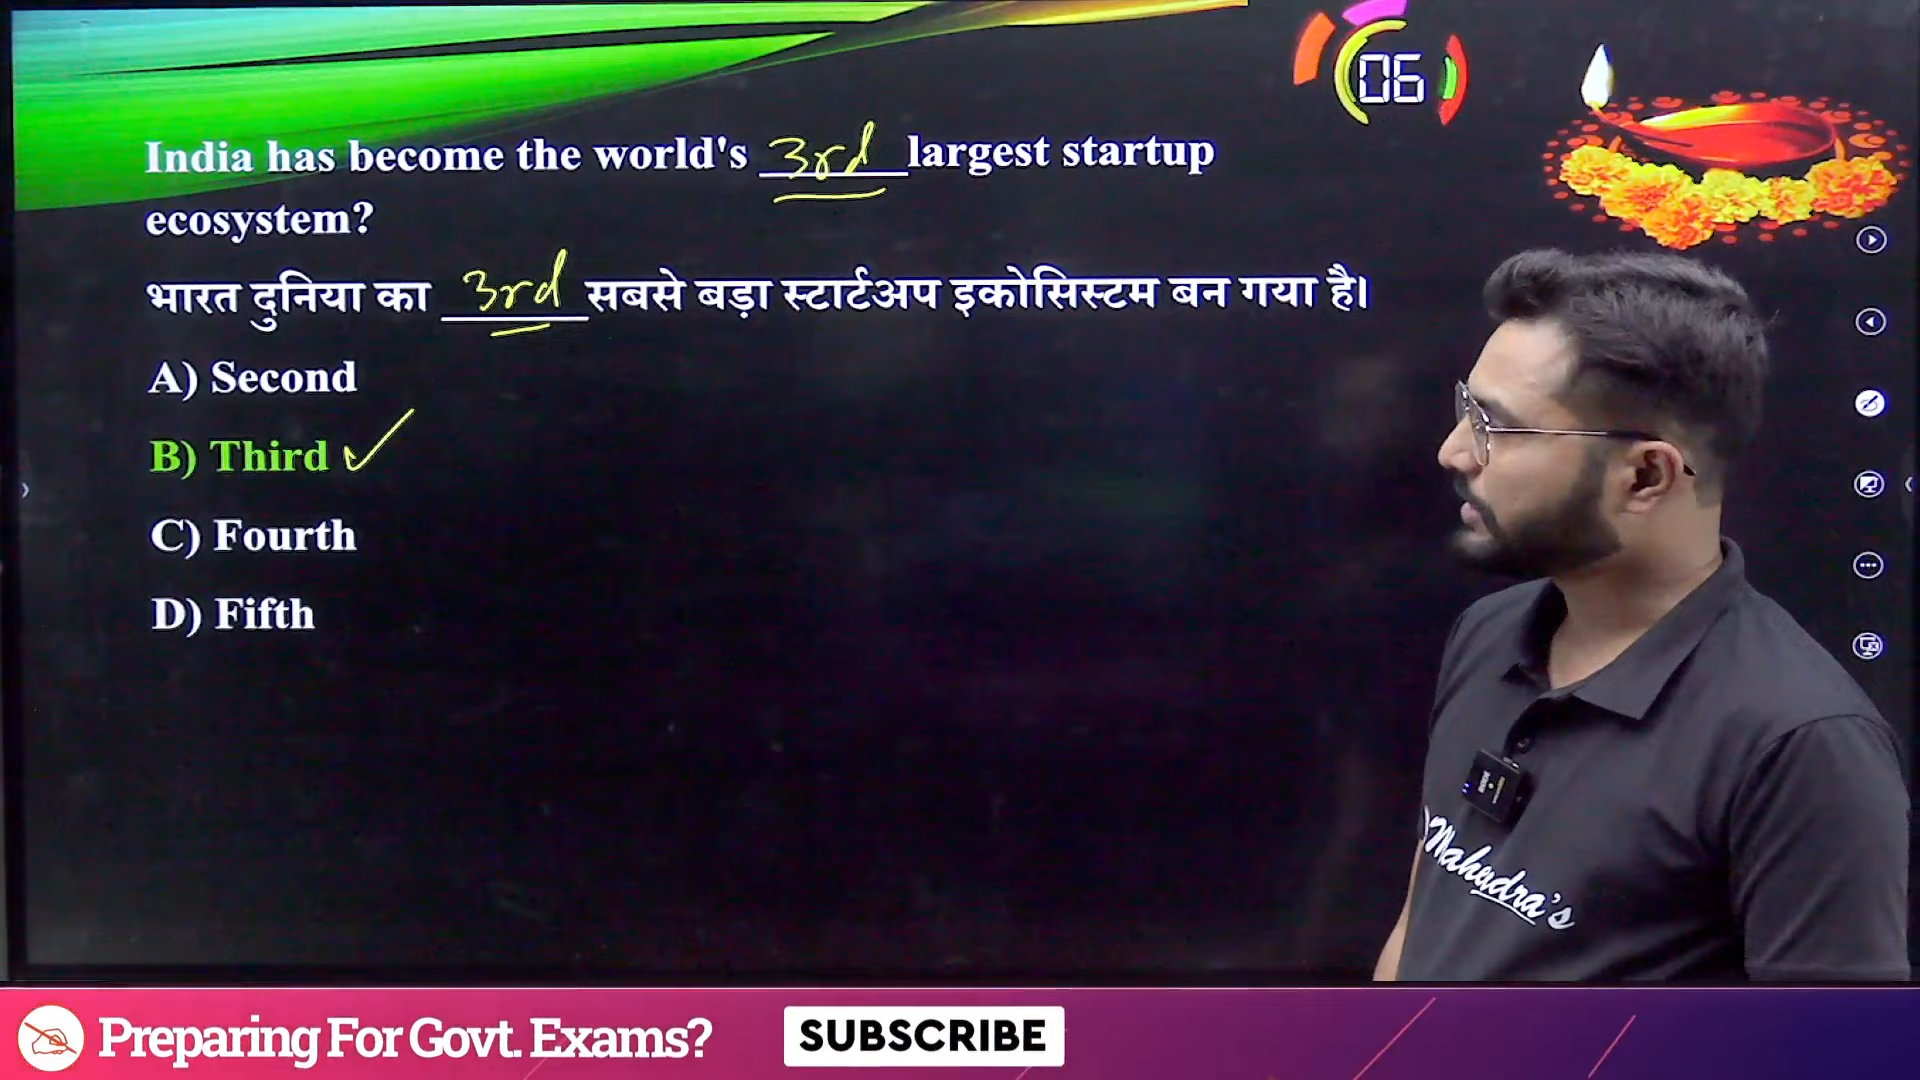 06
India has become the world's 3rd largest startup
ecosystem?
भारत दुनिया का 3rd सबसे बड़ा स्टार्टअप इकोसिस्टम बन गया है।
A) Second
B) Third
C) Fourth
D) Fifth
Mahendra's
Preparing For Govt. Exams?
SUBSCRIBE